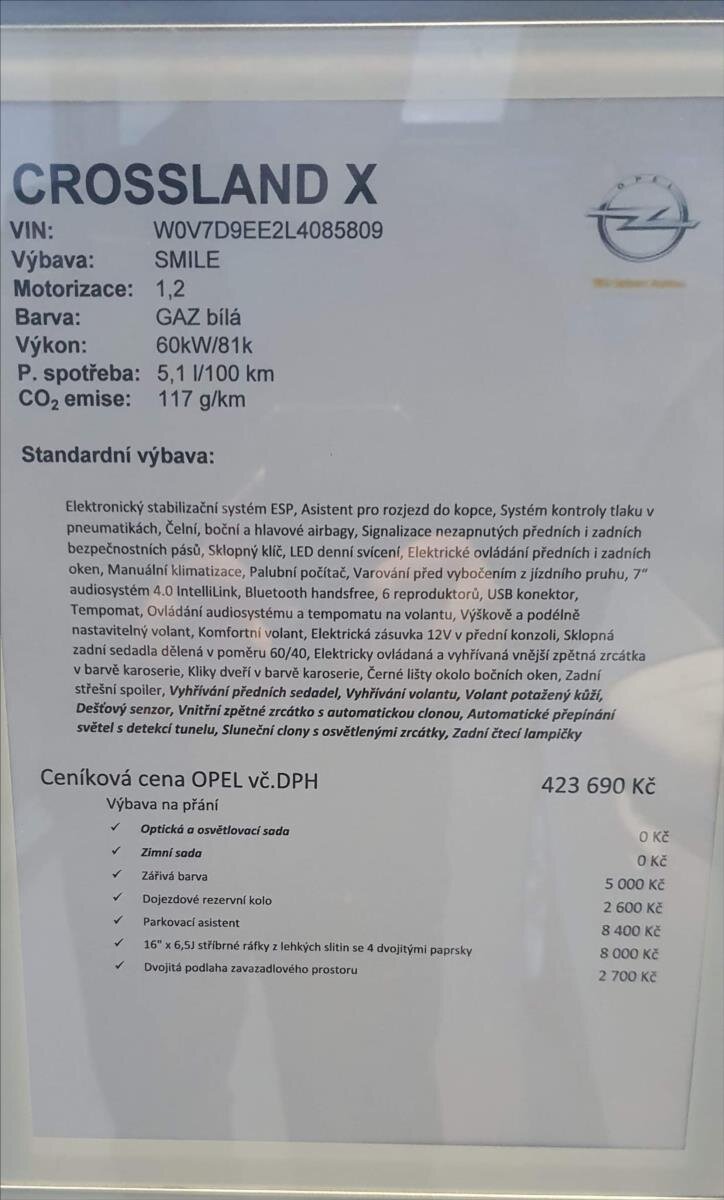 CROSSLAND X
OPEL
VIN: W0V7D9EE2L4085809
Výbava: SMILE
Motorizace: 1,2
Barva: GAZ bílá
Výkon: 60kW/81k
P. spotřeba: 5,1 l/100 km
CO₂ emise: 117 g/km
Standardní výbava:
Elektronický stabilizační systém ESP, Asistent pro rozjezd do kopce, Systém kontroly tlaku v
pneumatikách, Čelní, boční a hlavové airbagy, Signalizace nezapnutých předních i zadních
bezpečnostních pásů, Sklopný klíč, LED denní svícení, Elektrické ovládání předních i zadních
oken, Manuální klimatizace, Palubní počítač, Varování před vybočením z jízdního pruhu, 7“
audiosystém 4.0 IntelliLink, Bluetooth handsfree, 6 reproduktorů, USB konektor,
Tempomat, Ovládání audiosystému a tempomatu na volantu, Výškově a podélně
nastavitelný volant, Komfortní volant, Elektrická zásuvka 12V v přední konzoli, Sklopná
zadní sedadla dělená v poměru 60/40, Elektricky ovládaná a vyhřívaná vnější zpětná zrcátka
v barvě karoserie, Kliky dveří v barvě karoserie, Černé lišty okolo bočních oken, Zadní
střešní spoiler, Vyhřívání předních sedadel, Vyhřívání volantu, Volant potažený kůží,
Dešťový senzor, Vnitřní zpětné zrcátko s automatickou clonou, Automatické přepínání
světel s detekcí tunelu, Sluneční clony s osvětlenými zrcátky, Zadní čtecí lampičky
Ceníková cena OPEL vč.DPH 423 690 Kč
Výbava na přání
✓ Optická a osvětlovací sada 0 Kč
✓ Zimní sada 0 Kč
✓ Zářivá barva 5 000 Kč
✓ Dojezdové rezervní kolo 2 600 Kč
✓ Parkovací asistent 8 400 Kč
✓ 16" x 6,5J stříbrné ráfky z lehkých slitin se 4 dvojitými paprsky 8 000 Kč
✓ Dvojitá podlaha zavazadlového prostoru 2 700 Kč